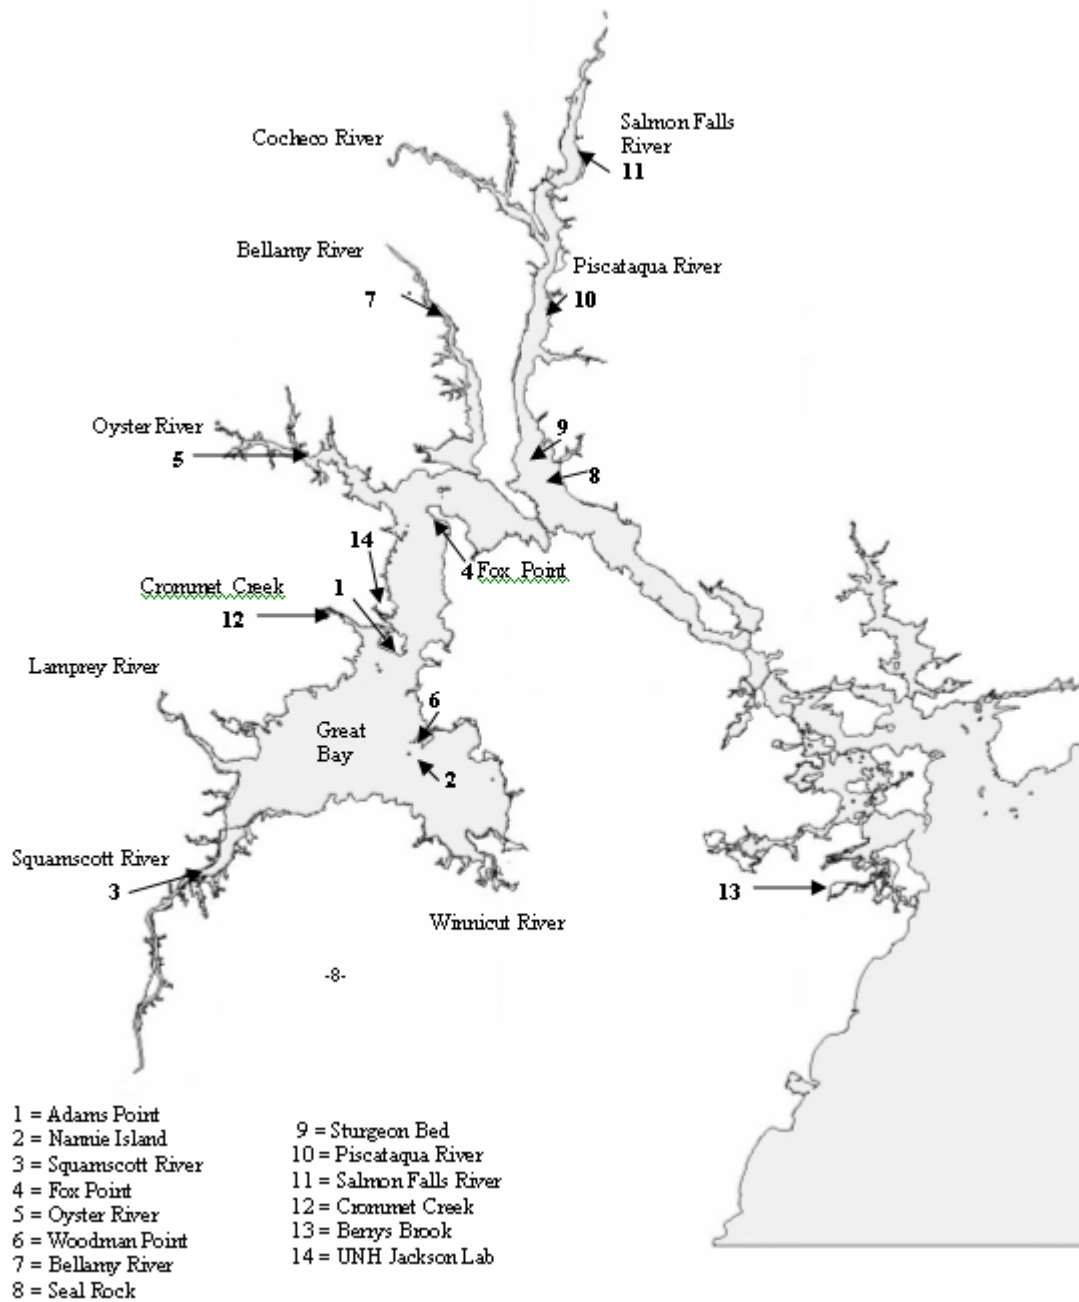 Cocheco River
Salmon Falls
River
11
Bellamy River
7
Piscataqua River
10
Oyster River
5
9
8
14
1
4 Fox Point
Crommet Creek
12
Lamprey River
6
Great
Bay
2
Squamscott River
3
13
Winnicut River
-8-
1 = Adams Point
2 = Nannie Island
3 = Squamscott River
4 = Fox Point
5 = Oyster River
6 = Woodman Point
7 = Bellamy River
8 = Seal Rock
9 = Sturgeon Bed
10 = Piscataqua River
11 = Salmon Falls River
12 = Crommet Creek
13 = Berrys Brook
14 = UNH Jackson Lab